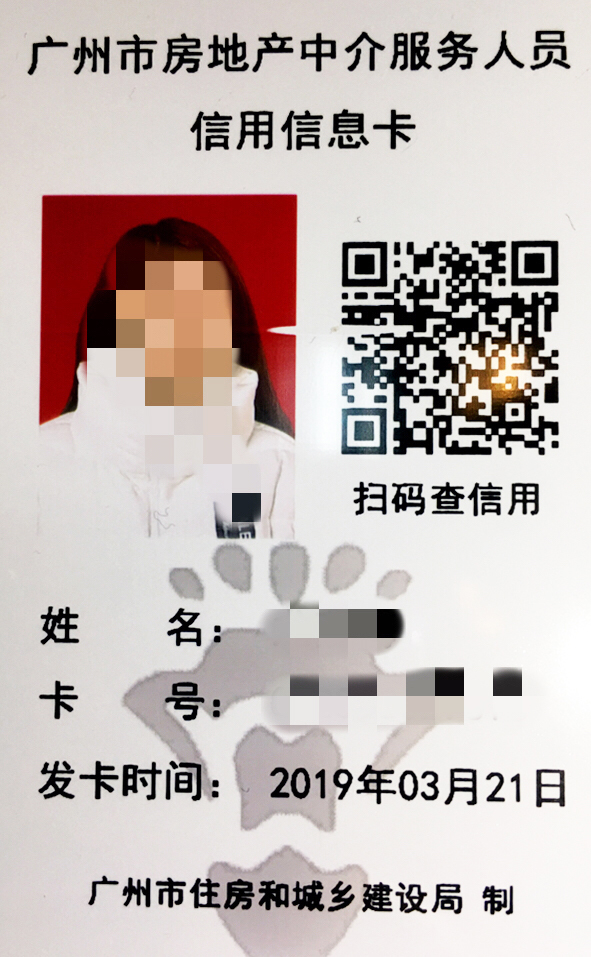 广州市房地产中介服务人员
信用信息卡
扫码查信用
姓 名：
卡 号：
发卡时间： 2019年03月21日
广州市住房和城乡建设局 制